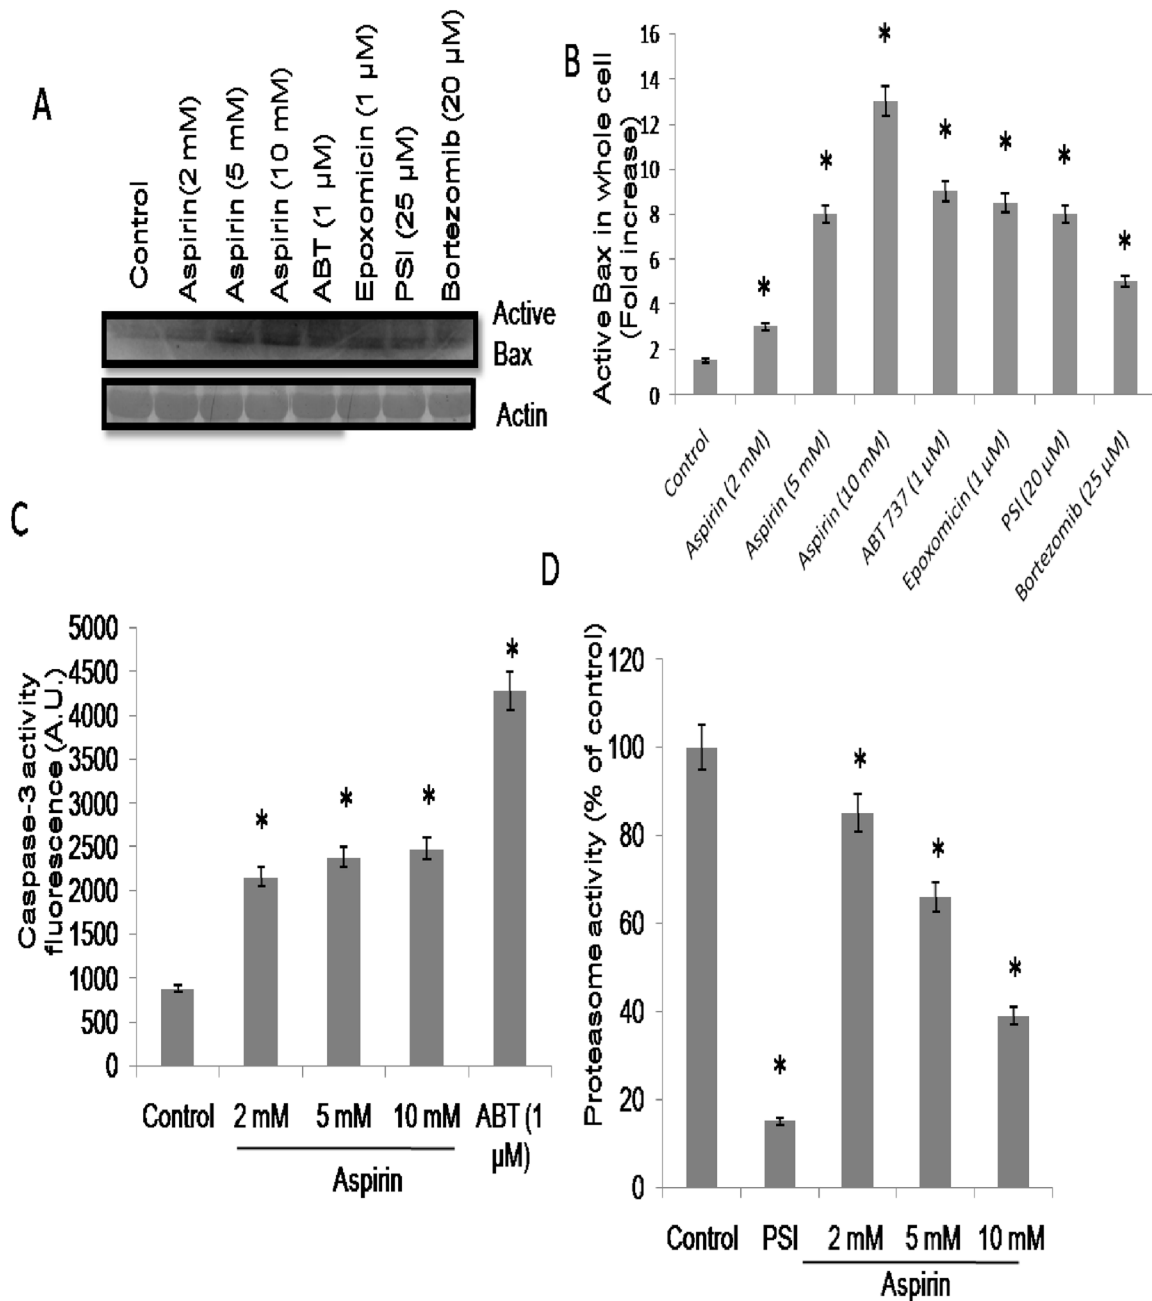 A
Control
Aspirin(2 mM)
Aspirin (5 mM)
Aspirin (10 mM)
ABT (1 μM)
Epoxomicin (1 μM)
PSI (25 μM)
Bortezomib (20 μM)
Active
Bax
Actin
B
Active Bax in whole cell
(Fold increase)
16
14
12
10
8
6
4
2
0
*
*
*
*
*
*
*
Control
Aspirin (2 mM)
Aspirin (5 mM)
Aspirin (10 mM)
ABT 737 (1 μM)
Epoxomicin (1 μM)
PSI (20 μM)
Bortezomib (25 μM)
C
Caspase-3 activity
fluorescence (A.U.)
5000
4500
4000
3500
3000
2500
2000
1500
1000
500
0
*
*
*
*
Control 2 mM 5 mM 10 mM ABT (1
μM)
Aspirin
D
Proteasome activity (% of control)
120
100
80
60
40
20
0
*
*
*
*
Control PSI 2 mM 5 mM 10 mM
Aspirin